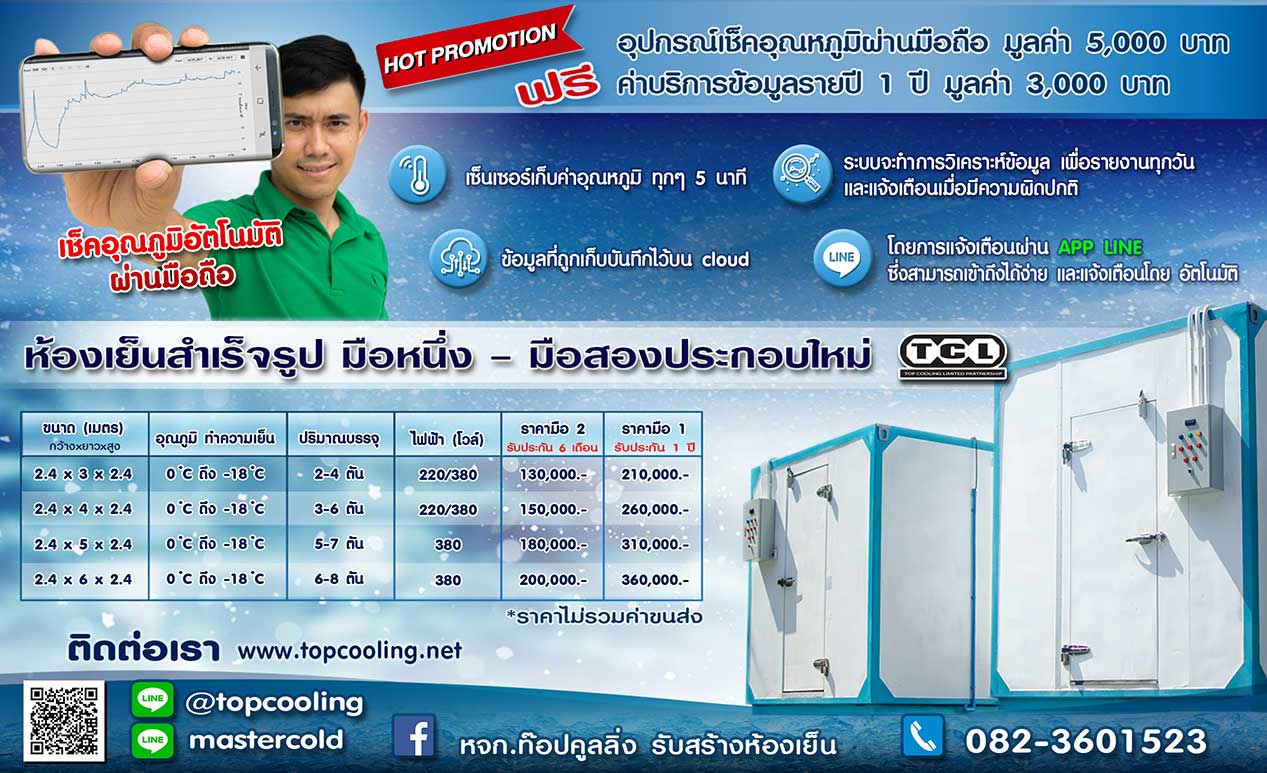 HOT PROMOTION
ฟรี
อุปกรณ์เช็คอุณหภูมิผ่านมือถือ มูลค่า 5,000 บาท
ค่าบริการข้อมูลรายปี 1 ปี มูลค่า 3,000 บาท
เซ็นเซอร์เก็บค่าอุณหภูมิ ทุกๆ 5 นาที
ระบบจะทำการวิเคราะห์ข้อมูล เพื่อรายงานทุกวัน
และแจ้งเตือนเมื่อมีความผิดปกติ
ข้อมูลที่ถูกเก็บบันทึกไว้บน cloud
LINE
โดยการแจ้งเตือนผ่าน APP LINE
ซึ่งสามารถเข้าถึงได้ง่าย และแจ้งเตือนโดย อัตโนมัติ
เช็คอุณภูมิอัตโนมัติ
ผ่านมือถือ
ห้องเย็นสำเร็จรูป มือหนึ่ง – มือสองประกอบใหม่
TCL
TOP COOLING LIMITED PARTNERSHIP
ขนาด (เมตร) กว้างxยาวxสูง อุณภูมิ ทำความเย็น ปริมาณบรรจุ ไฟฟ้า (โวล์) ราคามือ 2 รับประกัน 6 เดือน ราคามือ 1 รับประกัน 1 ปี
2.4 x 3 x 2.4 0°C ถึง -18°C 2-4 ตัน 220/380 130,000.- 210,000.-
2.4 x 4 x 2.4 0°C ถึง -18°C 3-6 ตัน 220/380 150,000.- 260,000.-
2.4 x 5 x 2.4 0°C ถึง -18°C 5-7 ตัน 380 180,000.- 310,000.-
2.4 x 6 x 2.4 0°C ถึง -18°C 6-8 ตัน 380 200,000.- 360,000.-
*ราคาไม่รวมค่าขนส่ง
ติดต่อเรา www.topcooling.net
LINE @topcooling
LINE mastercold
f หจก.ท๊อปคูลลิ่ง รับสร้างห้องเย็น
082-3601523